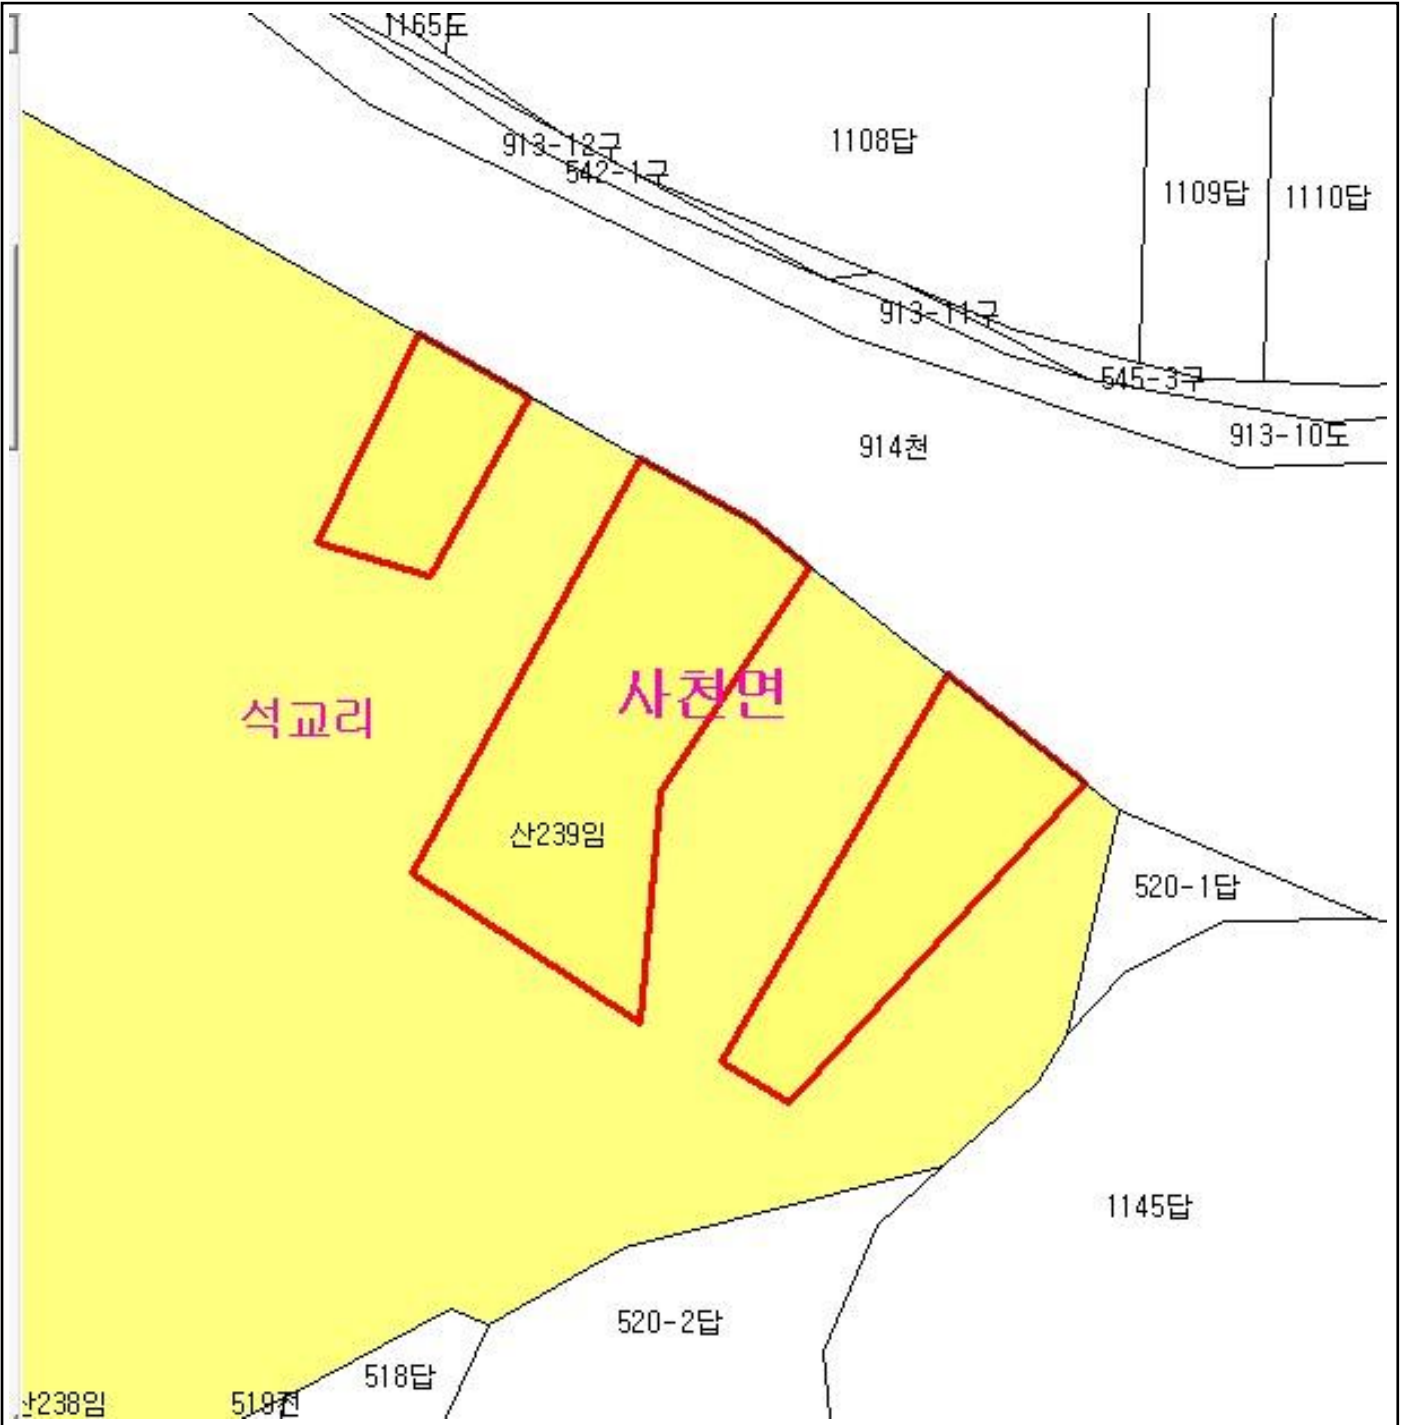 1165도
913-12구
1108답
542-1구
1109답
1110답
913-11구
545-3구
913-10도
914천
사천면
석교리
산239임
520-1답
1145답
520-2답
518답
산238임
519전